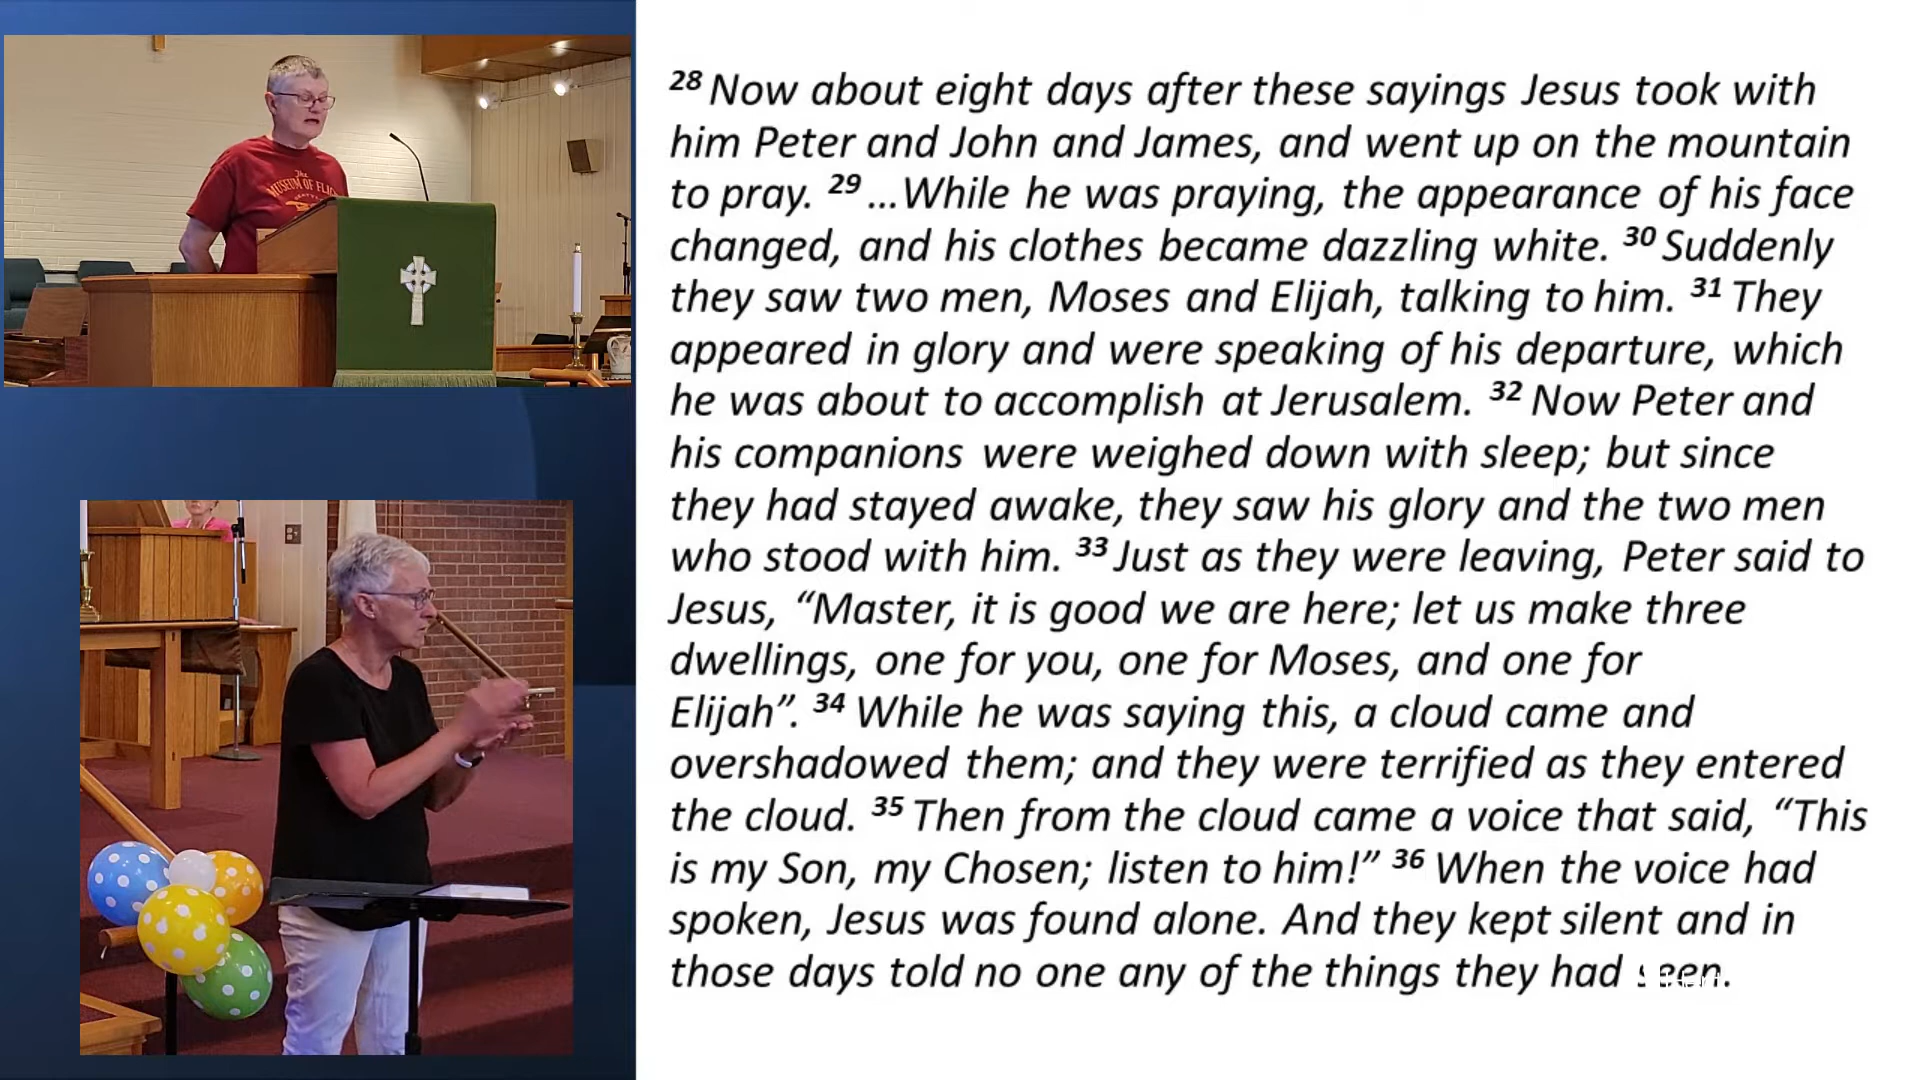 The
MUSEUM OF FLIGHT
28 Now about eight days after these sayings Jesus took with
him Peter and John and James, and went up on the mountain
to pray. 29 ...While he was praying, the appearance of his face
changed, and his clothes became dazzling white. 30 Suddenly
they saw two men, Moses and Elijah, talking to him. 31 They
appeared in glory and were speaking of his departure, which
he was about to accomplish at Jerusalem. 32 Now Peter and
his companions were weighed down with sleep; but since
they had stayed awake, they saw his glory and the two men
who stood with him. 33 Just as they were leaving, Peter said to
Jesus, “Master, it is good we are here; let us make three
dwellings, one for you, one for Moses, and one for
Elijah”. 34 While he was saying this, a cloud came and
overshadowed them; and they were terrified as they entered
the cloud. 35 Then from the cloud came a voice that said, “This
is my Son, my Chosen; listen to him!” 36 When the voice had
spoken, Jesus was found alone. And they kept silent and in
those days told no one any of the things they had seen.